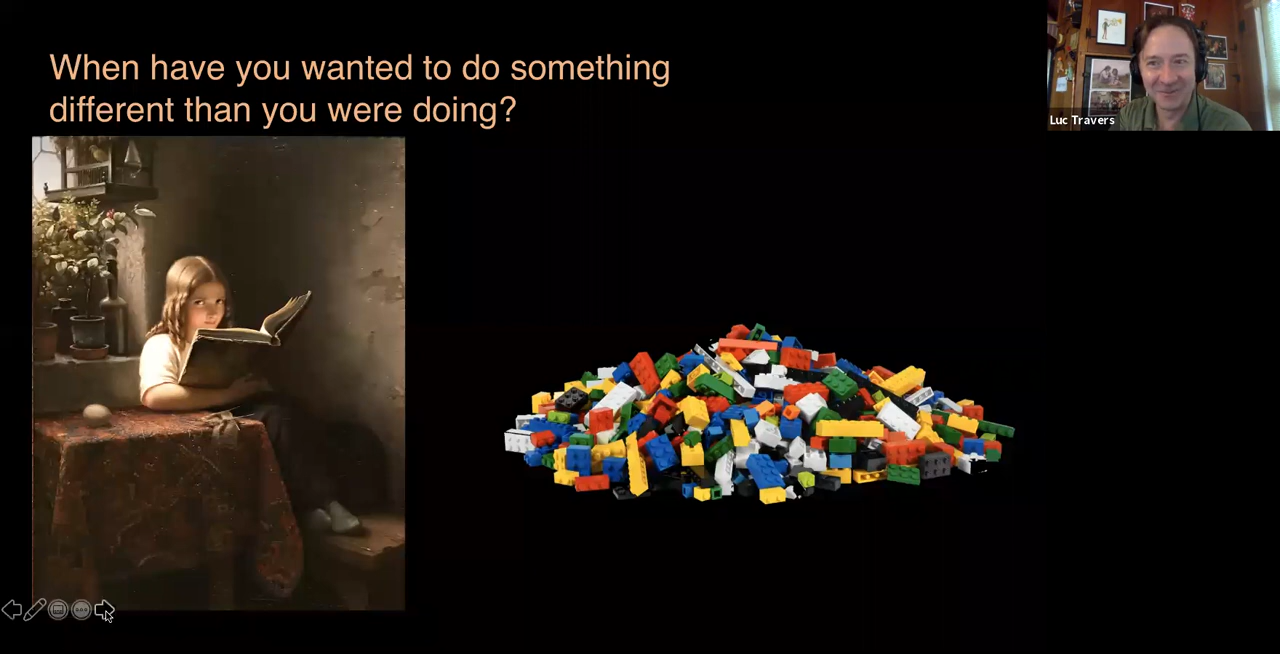 When have you wanted to do something
different than you were doing?
Luc Travers